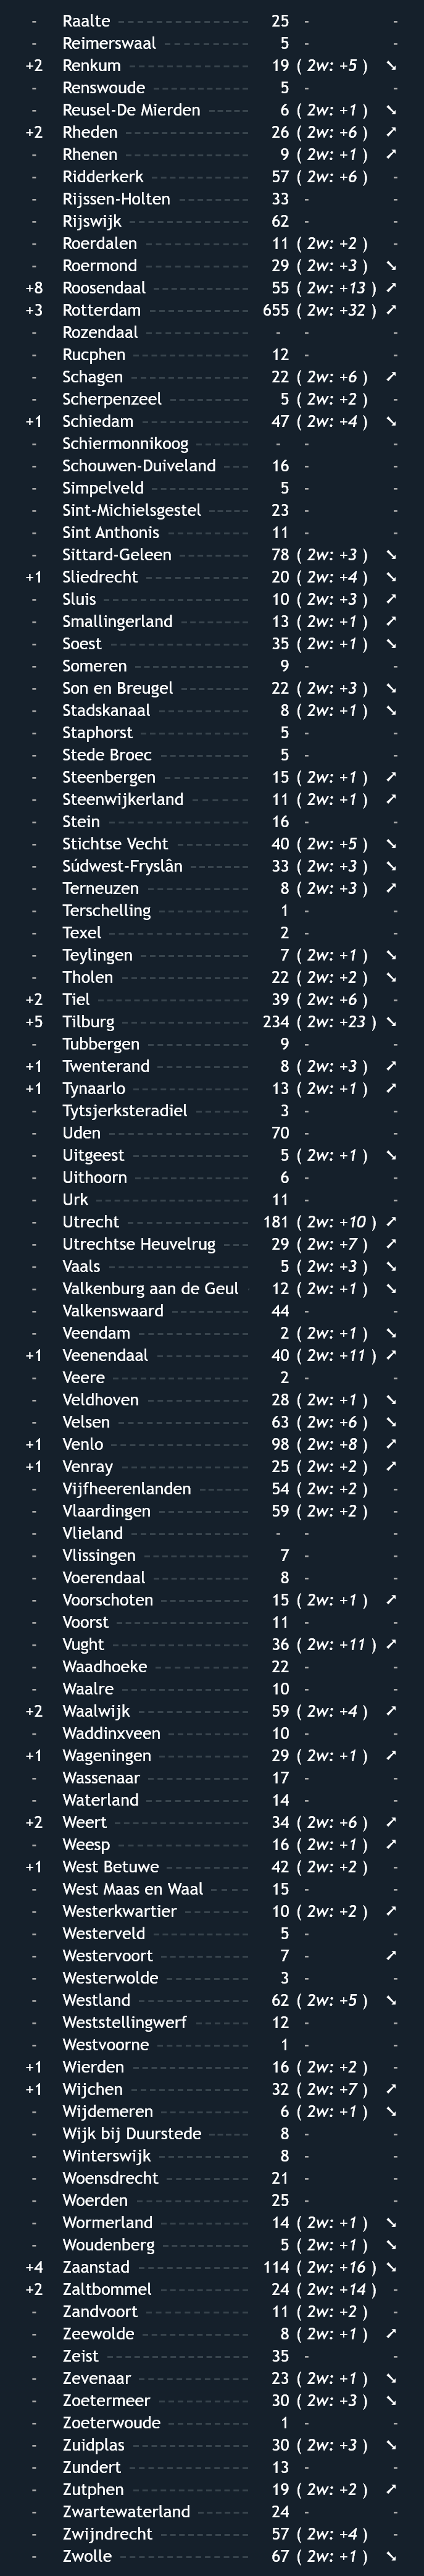 - Raalte 25 - -
- Reimerswaal 5 - -
+2 Renkum 19 ( 2w: +5 ) ↘
- Renswoude 5 - -
- Reusel-De Mierden 6 ( 2w: +1 ) ↘
+2 Rheden 26 ( 2w: +6 ) ↗
- Rhenen 9 ( 2w: +1 ) ↗
- Ridderkerk 57 ( 2w: +6 ) -
- Rijssen-Holten 33 - -
- Rijswijk 62 - -
- Roerdalen 11 ( 2w: +2 ) -
- Roermond 29 ( 2w: +3 ) ↘
+8 Roosendaal 55 ( 2w: +13 ) ↗
+3 Rotterdam 655 ( 2w: +32 ) ↗
- Rozendaal - - -
- Rucphen 12 - -
- Schagen 22 ( 2w: +6 ) ↗
- Scherpenzeel 5 ( 2w: +2 ) -
+1 Schiedam 47 ( 2w: +4 ) ↘
- Schiermonnikoog - - -
- Schouwen-Duiveland 16 - -
- Simpelveld 5 - -
- Sint-Michielsgestel 23 - -
- Sint Anthonis 11 - -
- Sittard-Geleen 78 ( 2w: +3 ) ↘
+1 Sliedrecht 20 ( 2w: +4 ) ↘
- Sluis 10 ( 2w: +3 ) ↗
- Smallingerland 13 ( 2w: +1 ) ↗
- Soest 35 ( 2w: +1 ) ↘
- Someren 9 - -
- Son en Breugel 22 ( 2w: +3 ) ↘
- Stadskanaal 8 ( 2w: +1 ) ↘
- Staphorst 5 - -
- Stede Broec 5 - -
- Steenbergen 15 ( 2w: +1 ) ↗
- Steenwijkerland 11 ( 2w: +1 ) ↗
- Stein 16 - -
- Stichtse Vecht 40 ( 2w: +5 ) ↘
- Súdwest-Fryslân 33 ( 2w: +3 ) ↘
- Terneuzen 8 ( 2w: +3 ) ↗
- Terschelling 1 - -
- Texel 2 - -
- Teylingen 7 ( 2w: +1 ) ↘
- Tholen 22 ( 2w: +2 ) ↘
+2 Tiel 39 ( 2w: +6 ) -
+5 Tilburg 234 ( 2w: +23 ) ↘
- Tubbergen 9 - -
+1 Twenterand 8 ( 2w: +3 ) ↗
+1 Tynaarlo 13 ( 2w: +1 ) ↗
- Tytsjerksteradiel 3 - -
- Uden 70 - -
- Uitgeest 5 ( 2w: +1 ) ↘
- Uithoorn 6 - -
- Urk 11 - -
- Utrecht 181 ( 2w: +10 ) ↗
- Utrechtse Heuvelrug 29 ( 2w: +7 ) ↗
- Vaals 5 ( 2w: +3 ) ↘
- Valkenburg aan de Geul 12 ( 2w: +1 ) ↘
- Valkenswaard 44 - -
- Veendam 2 ( 2w: +1 ) ↘
+1 Veenendaal 40 ( 2w: +11 ) ↗
- Veere 2 - -
- Veldhoven 28 ( 2w: +1 ) ↘
- Velsen 63 ( 2w: +6 ) ↘
+1 Venlo 98 ( 2w: +8 ) ↗
+1 Venray 25 ( 2w: +2 ) ↗
- Vijfheerenlanden 54 ( 2w: +2 ) -
- Vlaardingen 59 ( 2w: +2 ) -
- Vlieland - - -
- Vlissingen 7 - -
- Voerendaal 8 - -
- Voorschoten 15 ( 2w: +1 ) ↗
- Voorst 11 - -
- Vught 36 ( 2w: +11 ) ↗
- Waadhoeke 22 - -
- Waalre 10 - -
+2 Waalwijk 59 ( 2w: +4 ) ↗
- Waddinxveen 10 - -
+1 Wageningen 29 ( 2w: +1 ) ↗
- Wassenaar 17 - -
- Waterland 14 - -
+2 Weert 34 ( 2w: +6 ) ↗
- Weesp 16 ( 2w: +1 ) ↗
+1 West Betuwe 42 ( 2w: +2 ) -
- West Maas en Waal 15 - -
- Westerkwartier 10 ( 2w: +2 ) ↗
- Westerveld 5 - -
- Westervoort 7 - ↗
- Westerwolde 3 - -
- Westland 62 ( 2w: +5 ) ↘
- Weststellingwerf 12 - -
- Westvoorne 1 - -
+1 Wierden 16 ( 2w: +2 ) -
+1 Wijchen 32 ( 2w: +7 ) ↗
- Wijdemeren 6 ( 2w: +1 ) ↘
- Wijk bij Duurstede 8 - -
- Winterswijk 8 - -
- Woensdrecht 21 - -
- Woerden 25 - -
- Wormerland 14 ( 2w: +1 ) ↘
- Woudenberg 5 ( 2w: +1 ) ↘
+4 Zaanstad 114 ( 2w: +16 ) ↘
+2 Zaltbommel 24 ( 2w: +14 ) -
- Zandvoort 11 ( 2w: +2 ) -
- Zeewolde 8 ( 2w: +1 ) ↗
- Zeist 35 - -
- Zevenaar 23 ( 2w: +1 ) ↘
- Zoetermeer 30 ( 2w: +3 ) ↘
- Zoeterwoude 1 - -
- Zuidplas 30 ( 2w: +3 ) ↘
- Zundert 13 - -
- Zutphen 19 ( 2w: +2 ) ↗
- Zwartewaterland 24 - -
- Zwijndrecht 57 ( 2w: +4 ) -
- Zwolle 67 ( 2w: +1 ) ↘